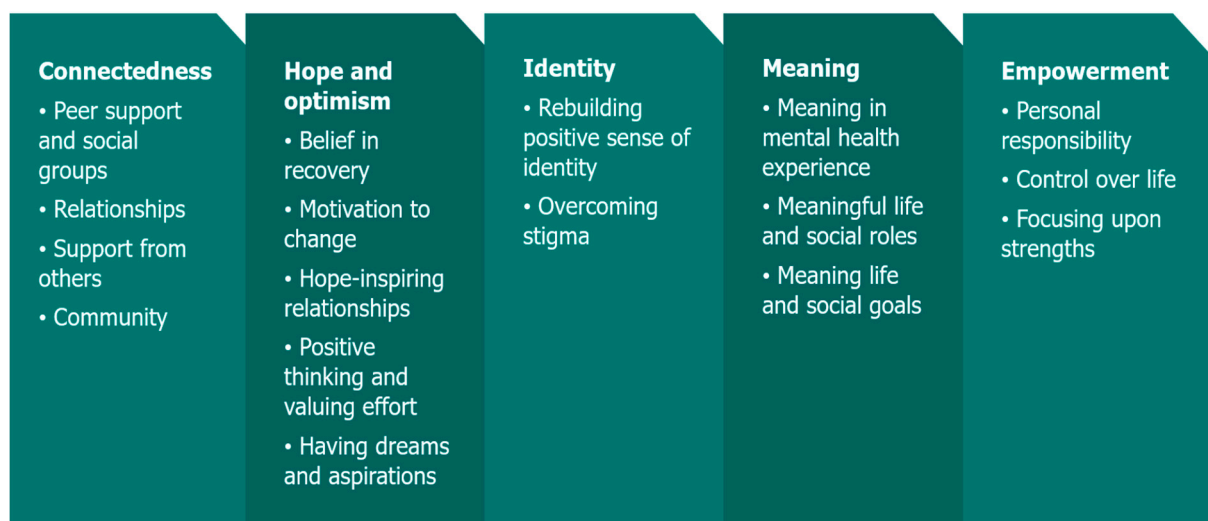 Connectedness
• Peer support
and social
groups
• Relationships
• Support from
others
• Community
Hope and
optimism
• Belief in
recovery
• Motivation to
change
• Hope-inspiring
relationships
• Positive
thinking and
valuing effort
• Having dreams
and aspirations
Identity
• Rebuilding
positive sense of
identity
• Overcoming
stigma
Meaning
• Meaning in
mental health
experience
• Meaningful life
and social roles
• Meaning life
and social goals
Empowerment
• Personal
responsibility
• Control over life
• Focusing upon
strengths